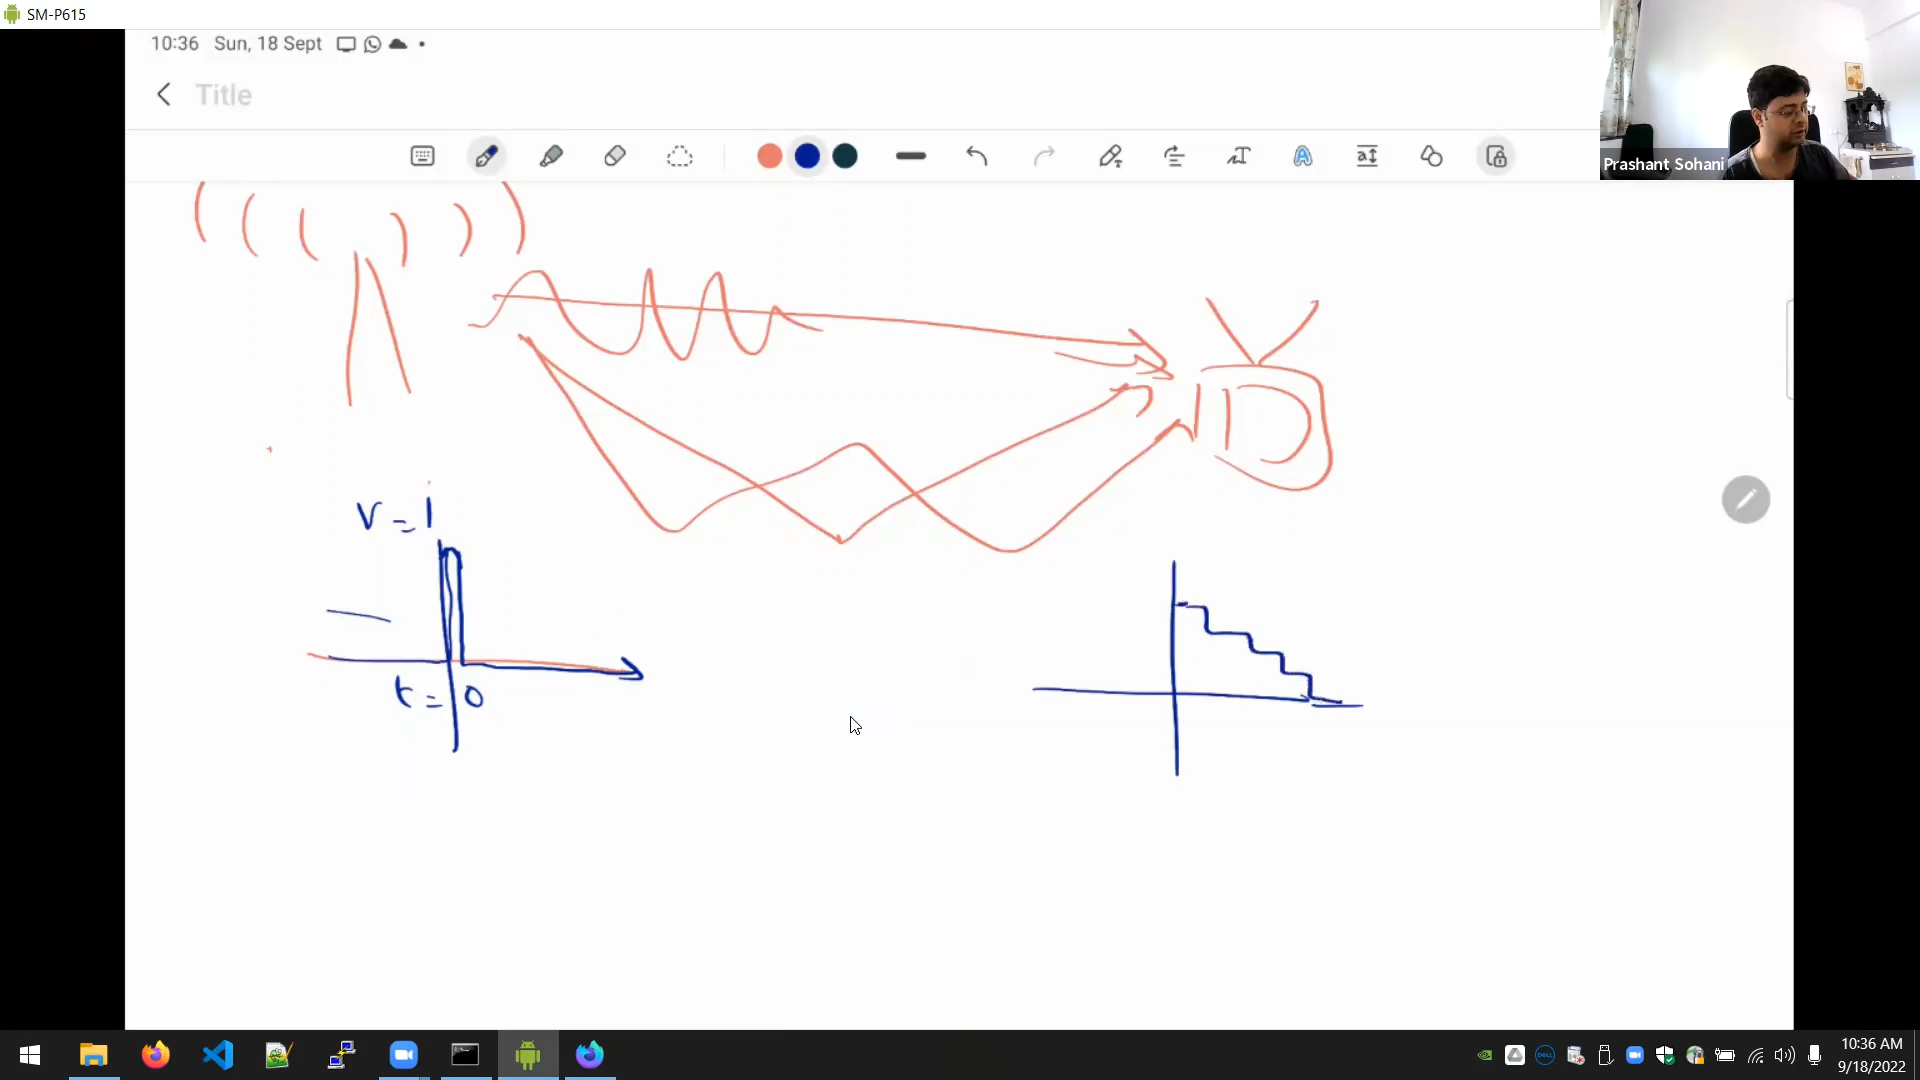 SM-P615
10:36 Sun, 18 Sept
Title
Prashant Sohani
V = 1
t = 0
10:36 AM
9/18/2022